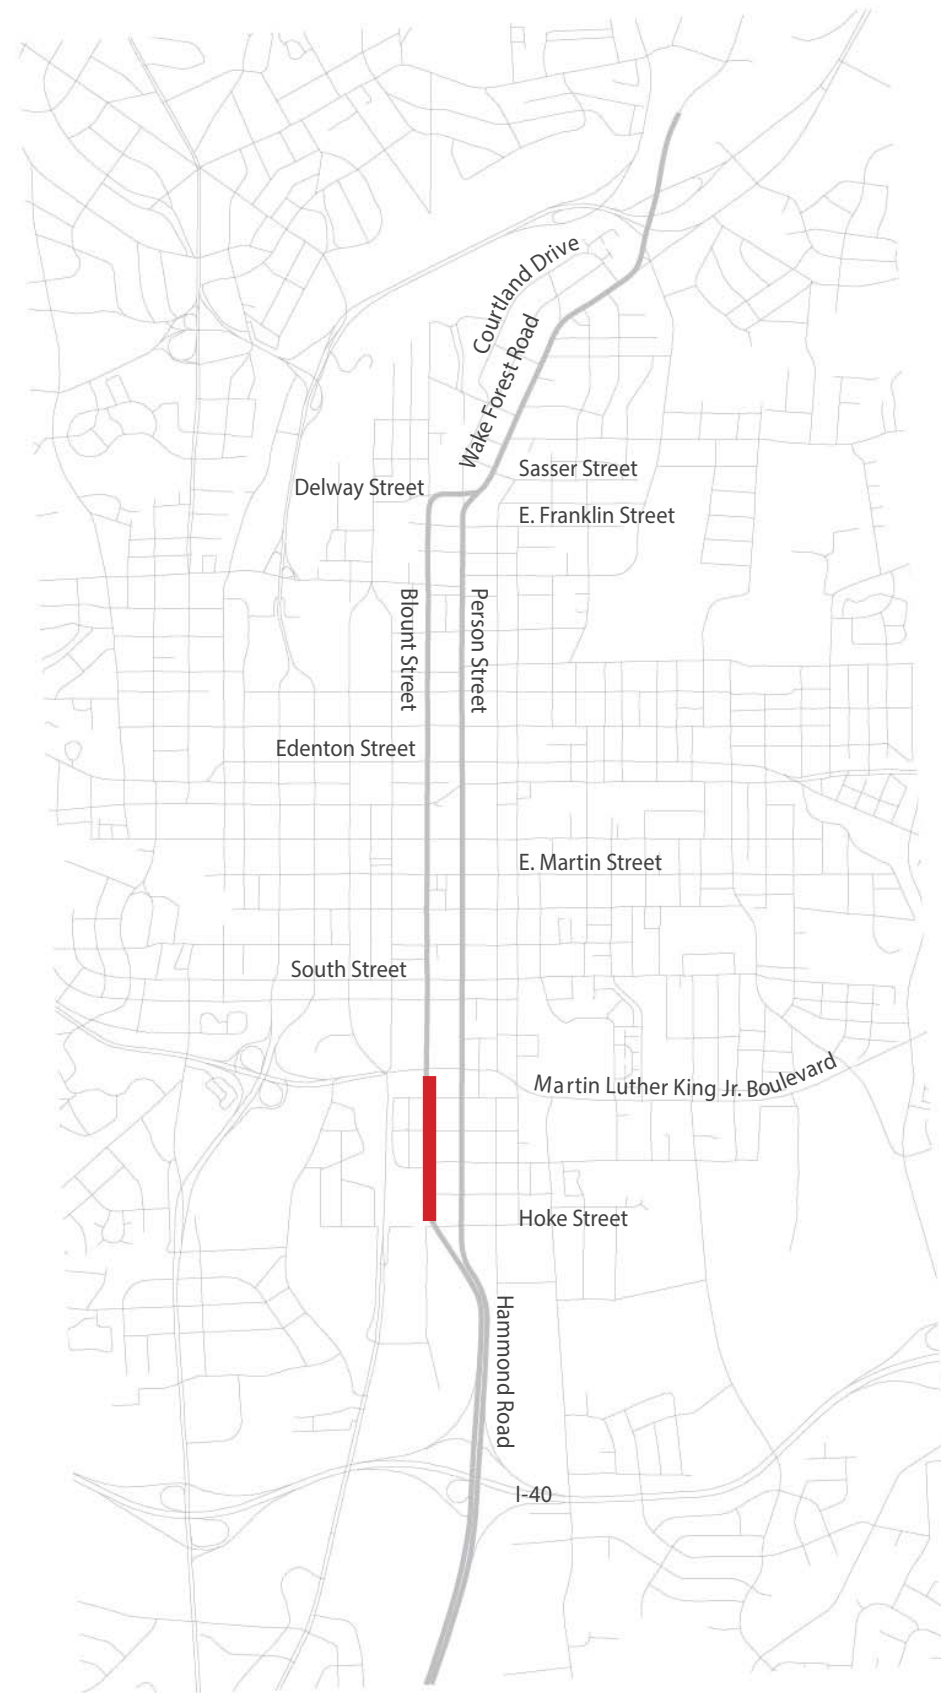 Courtland Drive
Wake Forest Road
Sasser Street
Delway Street
E. Franklin Street
Blount Street
Person Street
Edenton Street
E. Martin Street
South Street
Martin Luther King Jr. Boulevard
Hoke Street
Hammond Road
I-40